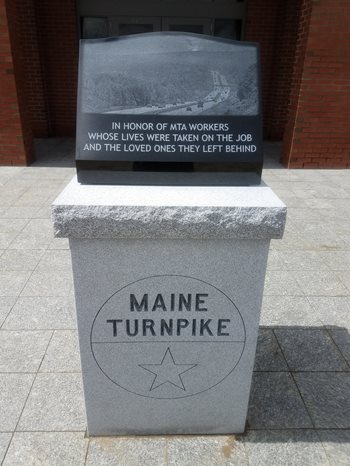 IN HONOR OF MTA WORKERS
WHOSE LIVES WERE TAKEN ON THE JOB
AND THE LOVED ONES THEY LEFT BEHIND
MAINE
TURNPIKE